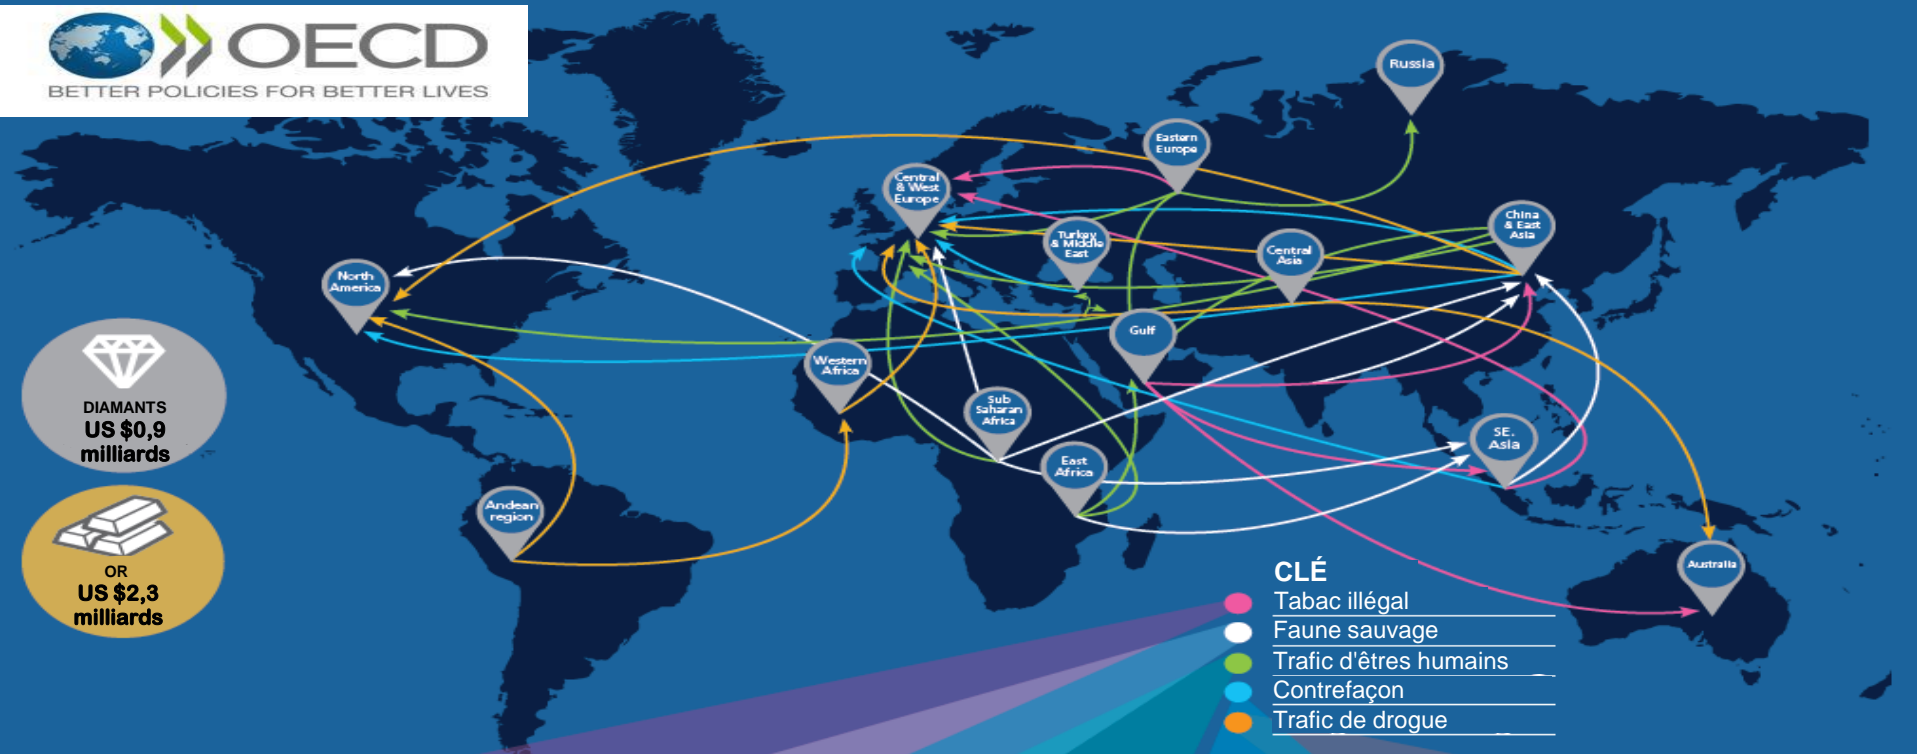 OECD
BETTER POLICIES FOR BETTER LIVES
Russia
Eastern
Europe
Central
& West
Europe
China
& East
Asia
Turkey
& Middle
East
Central
Asia
North
America
Gulf
Western
Africa
Sub
Saharan
Africa
SE.
Asia
East
Africa
Andean
region
Australia
DIAMANTS
US $0,9
milliards
OR
US $2,3
milliards
CLÉ
Tabac illégal
Faune sauvage
Trafic d'êtres humains
Contrefaçon
Trafic de drogue